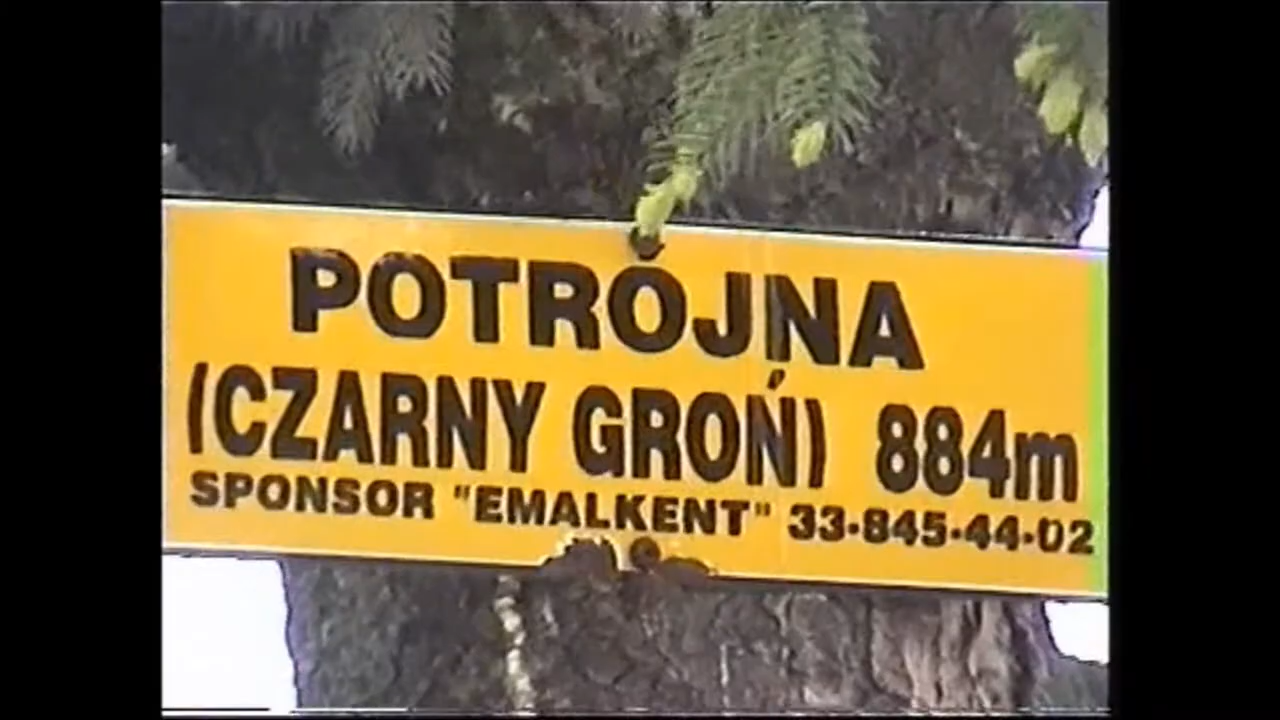 POTRÓJNA
(CZARNY GROŃ) 884m
SPONSOR "EMALKENT" 33-845-44-02